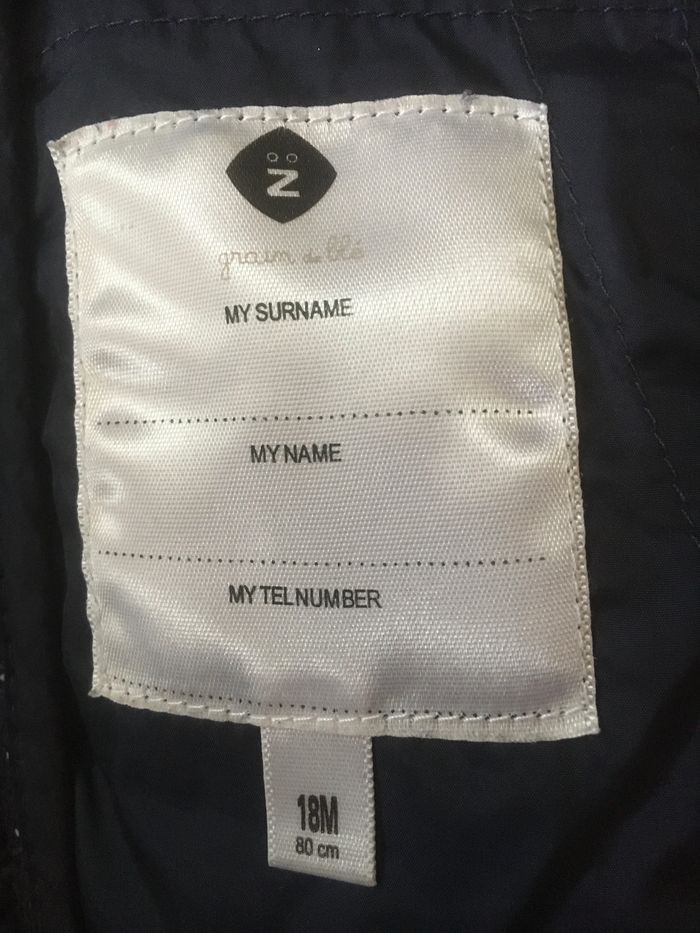 Z
grain de blé
MY SURNAME
MY NAME
MY TEL NUMBER
18M
80 cm